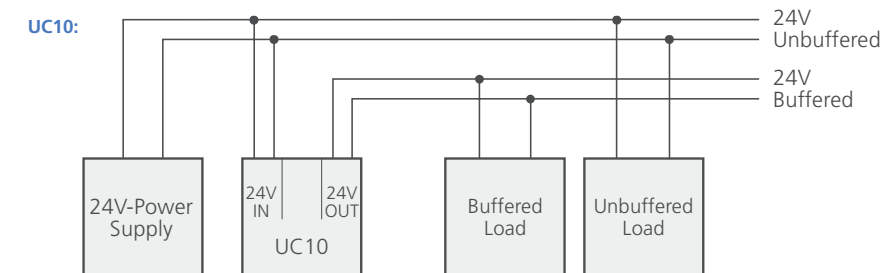 UC10:
24V
Unbuffered
24V
Buffered
24V-Power
Supply
24V
IN
24V
OUT
UC10
Buffered
Load
Unbuffered
Load